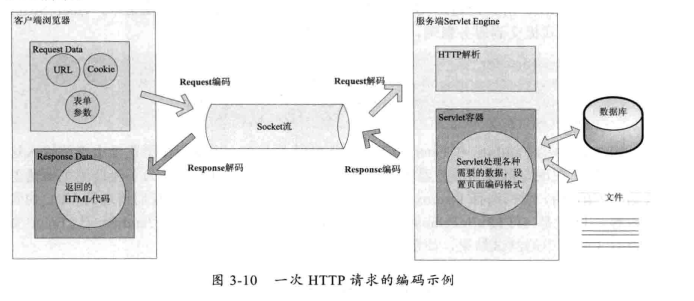 客户端浏览器
Request Data
URL
Cookie
表单
参数
Response Data
返回的
HTML代码
Request编码
Response解码
Socket流
Request解码
Response编码
服务端Servlet Engine
HTTP解析
Servlet容器
Servlet处理各种
需要的数据，设
置页面编码格式
数据库
文件
图 3-10 一次 HTTP 请求的编码示例